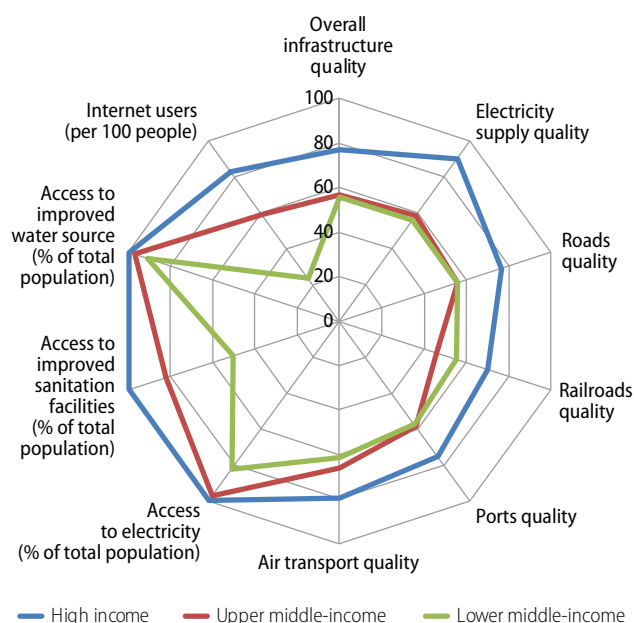 Overall
infrastructure
quality
Internet users
(per 100 people)
Electricity
supply quality
Access to
improved
water source
(% of total
population)
Roads
quality
Access to
improved
sanitation
facilities
(% of total
population)
Railroads
quality
Access
to electricity
(% of total population)
Ports quality
Air transport quality
100
80
60
40
20
0
High income
Upper middle-income
Lower middle-income